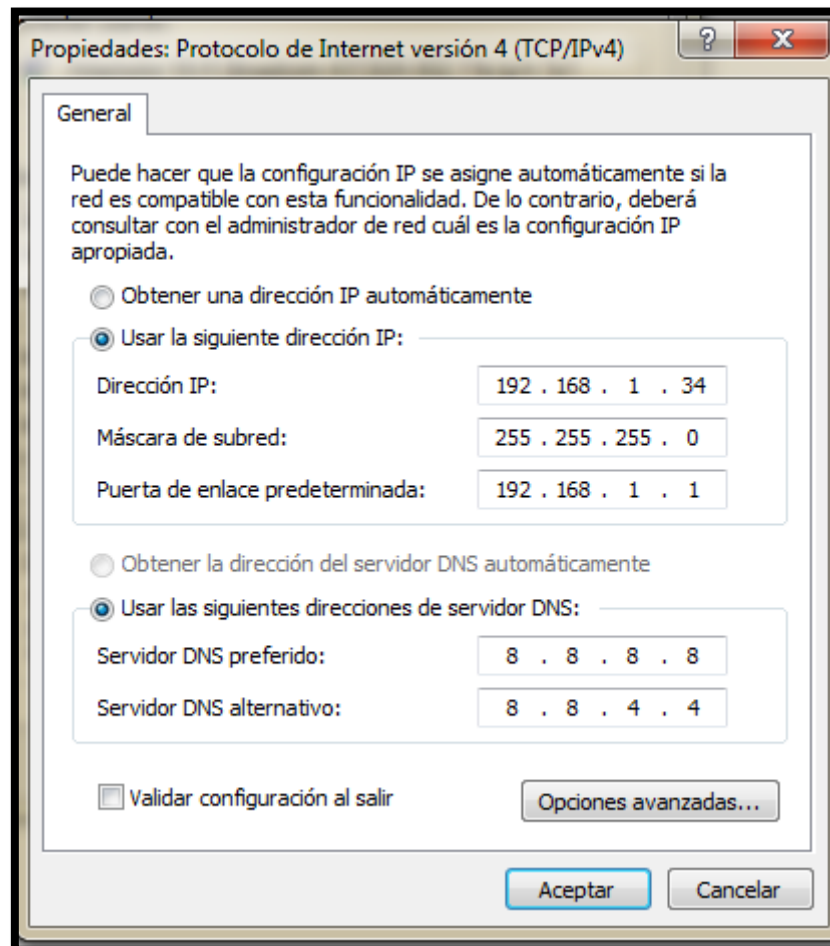 Propiedades: Protocolo de Internet versión 4 (TCP/IPv4)
General
Puede hacer que la configuración IP se asigne automáticamente si la
red es compatible con esta funcionalidad. De lo contrario, deberá
consultar con el administrador de red cuál es la configuración IP
apropiada.
Obtener una dirección IP automáticamente
Usar la siguiente dirección IP:
Dirección IP: 192 . 168 . 1 . 34
Máscara de subred: 255 . 255 . 255 . 0
Puerta de enlace predeterminada: 192 . 168 . 1 . 1
Obtener la dirección del servidor DNS automáticamente
Usar las siguientes direcciones de servidor DNS:
Servidor DNS preferido: 8 . 8 . 8 . 8
Servidor DNS alternativo: 8 . 8 . 4 . 4
Validar configuración al salir Opciones avanzadas...
Aceptar Cancelar